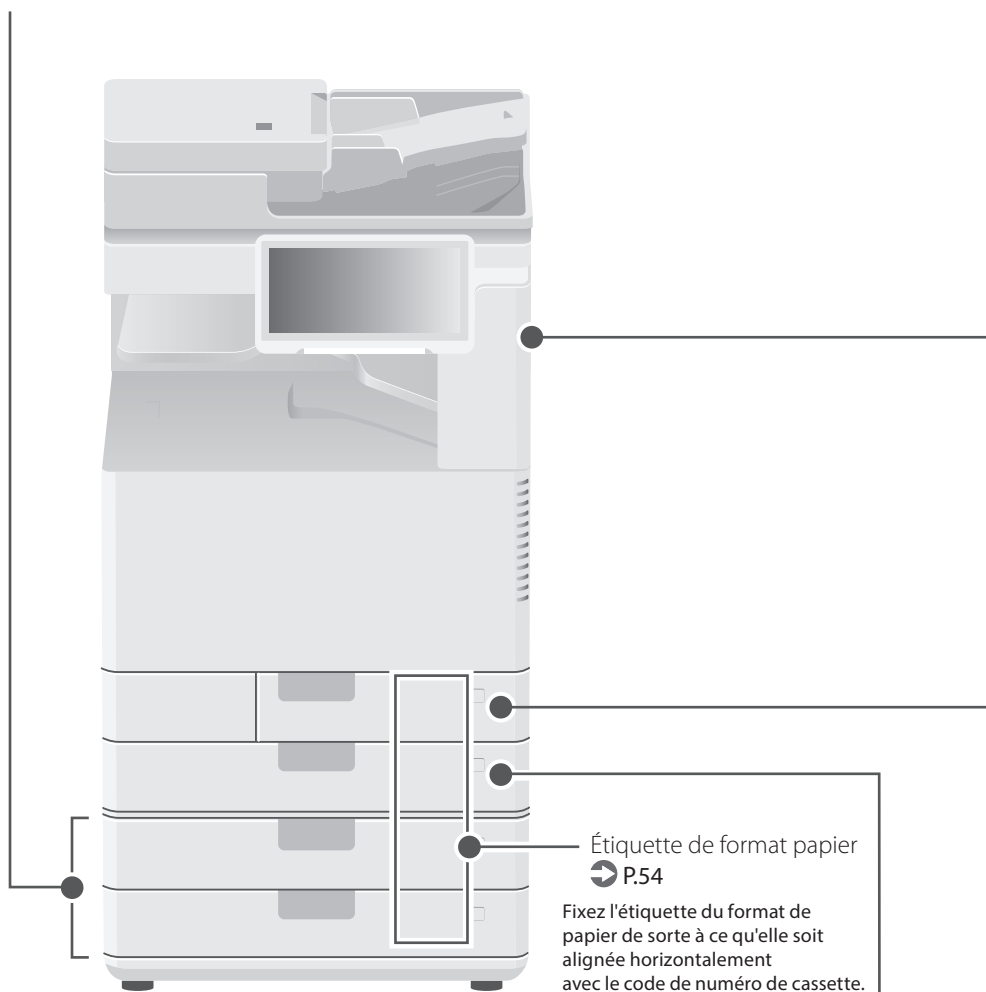 Étiquette de format papier
P.54
Fixez l'étiquette du format de
papier de sorte à ce qu'elle soit
alignée horizontalement
avec le code de numéro de cassette.